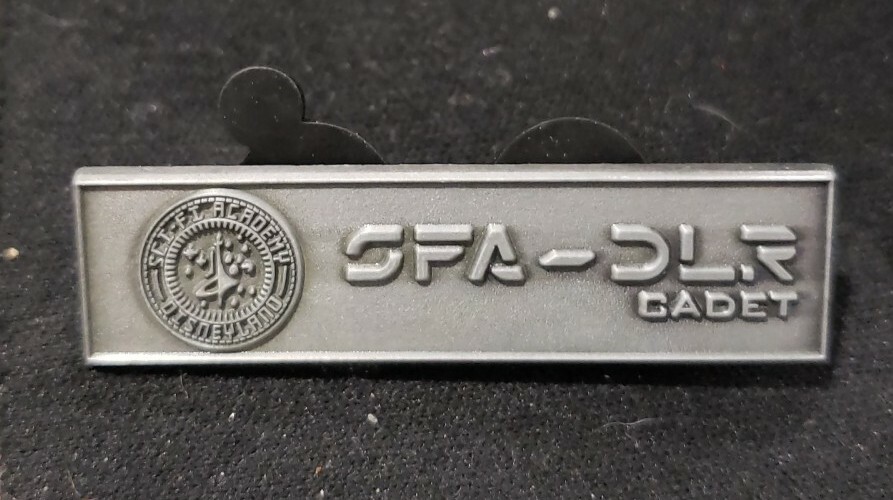 SCI-FI ACADEMY
DISNEYLAND
SFA-DLR
CADET